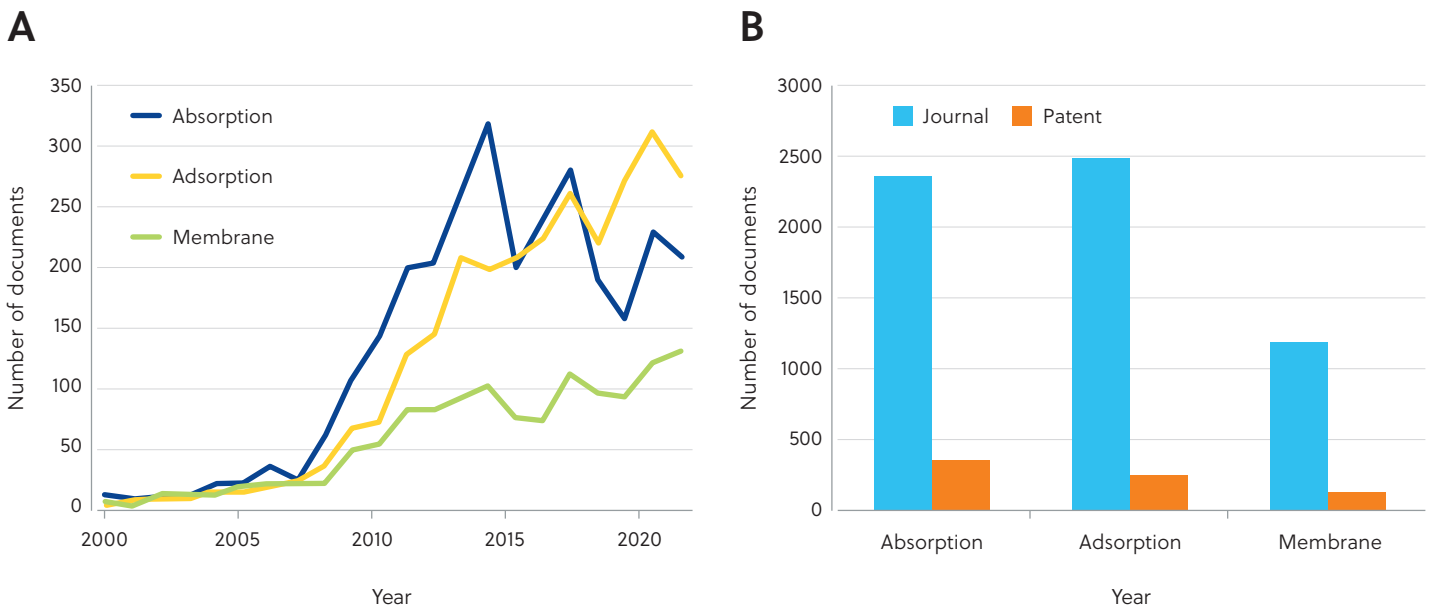 A
350
300
250
200
150
100
50
0
Number of documents
Absorption
Adsorption
Membrane
2000 2005 2010 2015 2020
Year
B
3000
2500
2000
1500
1000
500
0
Number of documents
Journal Patent
Absorption Adsorption Membrane
Year